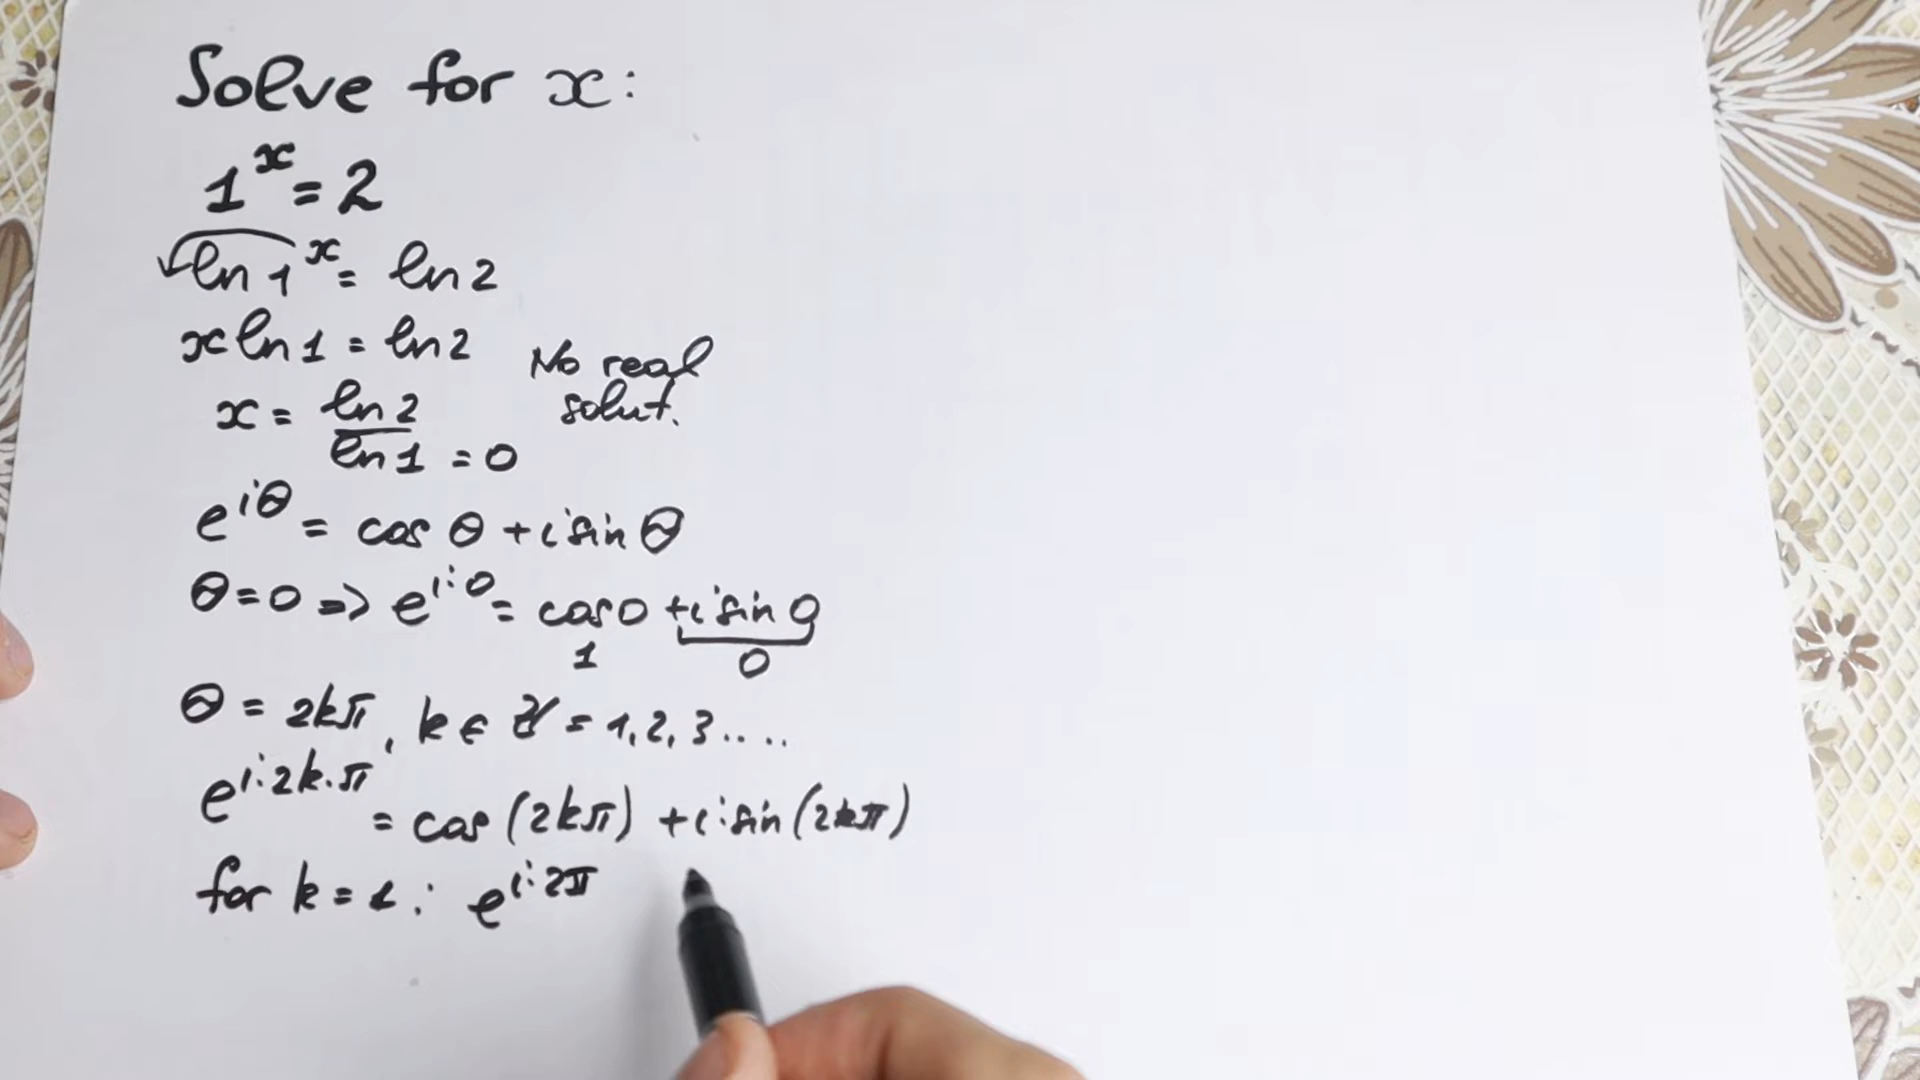 Solve for x:
1^x = 2
ln 1^x = ln 2
x ln 1 = ln 2
No real
solut.
x = ln 2 / ln 1 = 0
e^{iθ} = cos θ + i sin θ
θ = 0 => e^{i·0} = cos 0 + i sin 0
1 0
θ = 2kπ, k ∈ Z = 1, 2, 3....
e^{i·2k·π} = cos (2kπ) + i·sin (2kπ)
for k = 1: e^{i·2π}